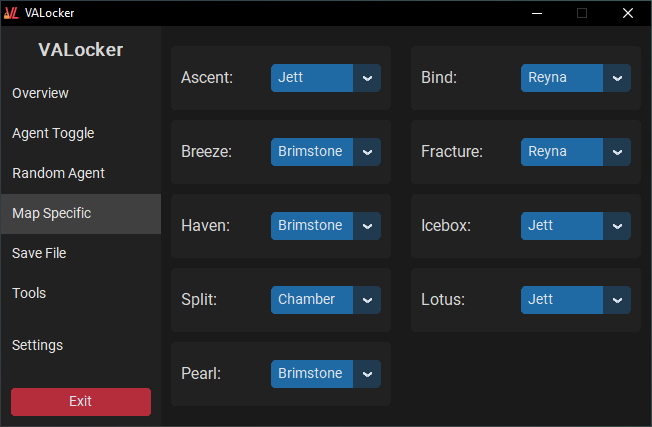 VALocker
VALocker
Overview
Agent Toggle
Random Agent
Map Specific
Save File
Tools
Settings
Exit
Ascent: Jett
Bind: Reyna
Breeze: Brimstone
Fracture: Reyna
Haven: Brimstone
Icebox: Jett
Split: Chamber
Lotus: Jett
Pearl: Brimstone